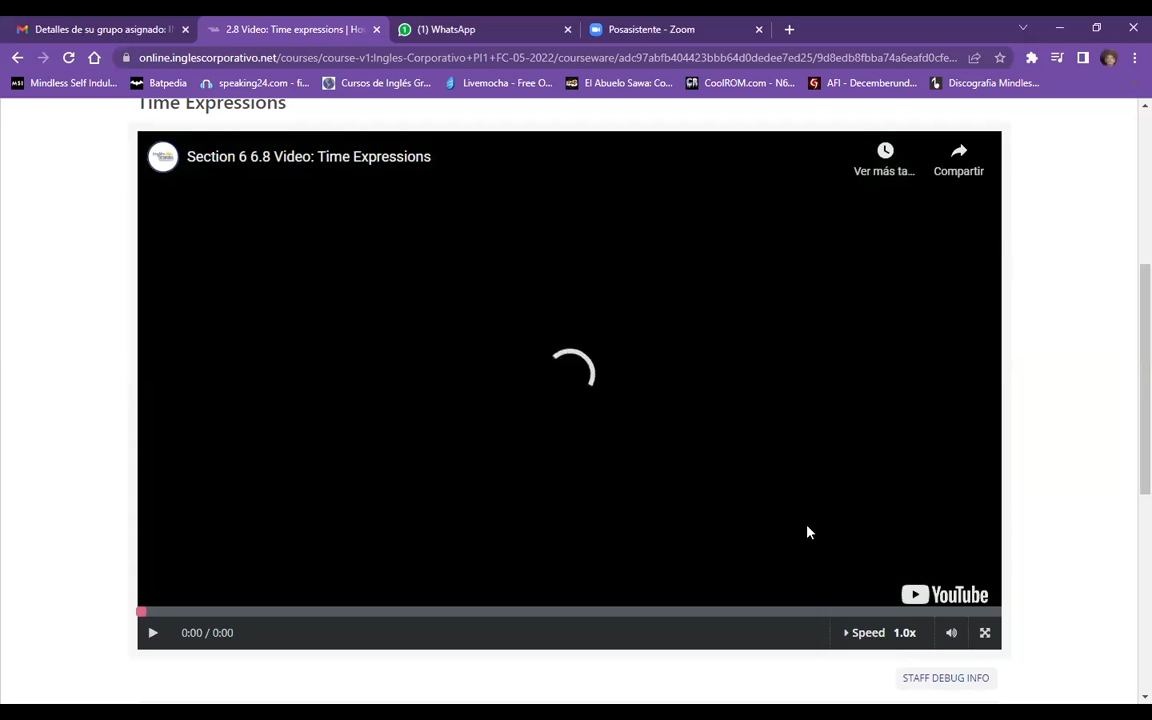 Detalles de su grupo asignado: I
2.8 Video: Time expressions | Ho
(1) WhatsApp
Posasistente - Zoom
online.inglescorporativo.net/courses/course-v1:Ingles-Corporativo+PI1+FC-05-2022/courseware/adc97abfb404423bbb64d0dedee7ed25/9d8edb8fbba74a6eafd0cfe...
Mindless Self Indul...
Batpedia
speaking24.com - fi...
Cursos de Inglés Gr...
Livemocha - Free O...
El Abuelo Sawa: Co...
CoolROM.com - N6...
AFI - Decemberund...
Discografia Mindles...
Time Expressions
Section 6 6.8 Video: Time Expressions
Ver más ta...
Compartir
YouTube
0:00 / 0:00
Speed 1.0x
STAFF DEBUG INFO